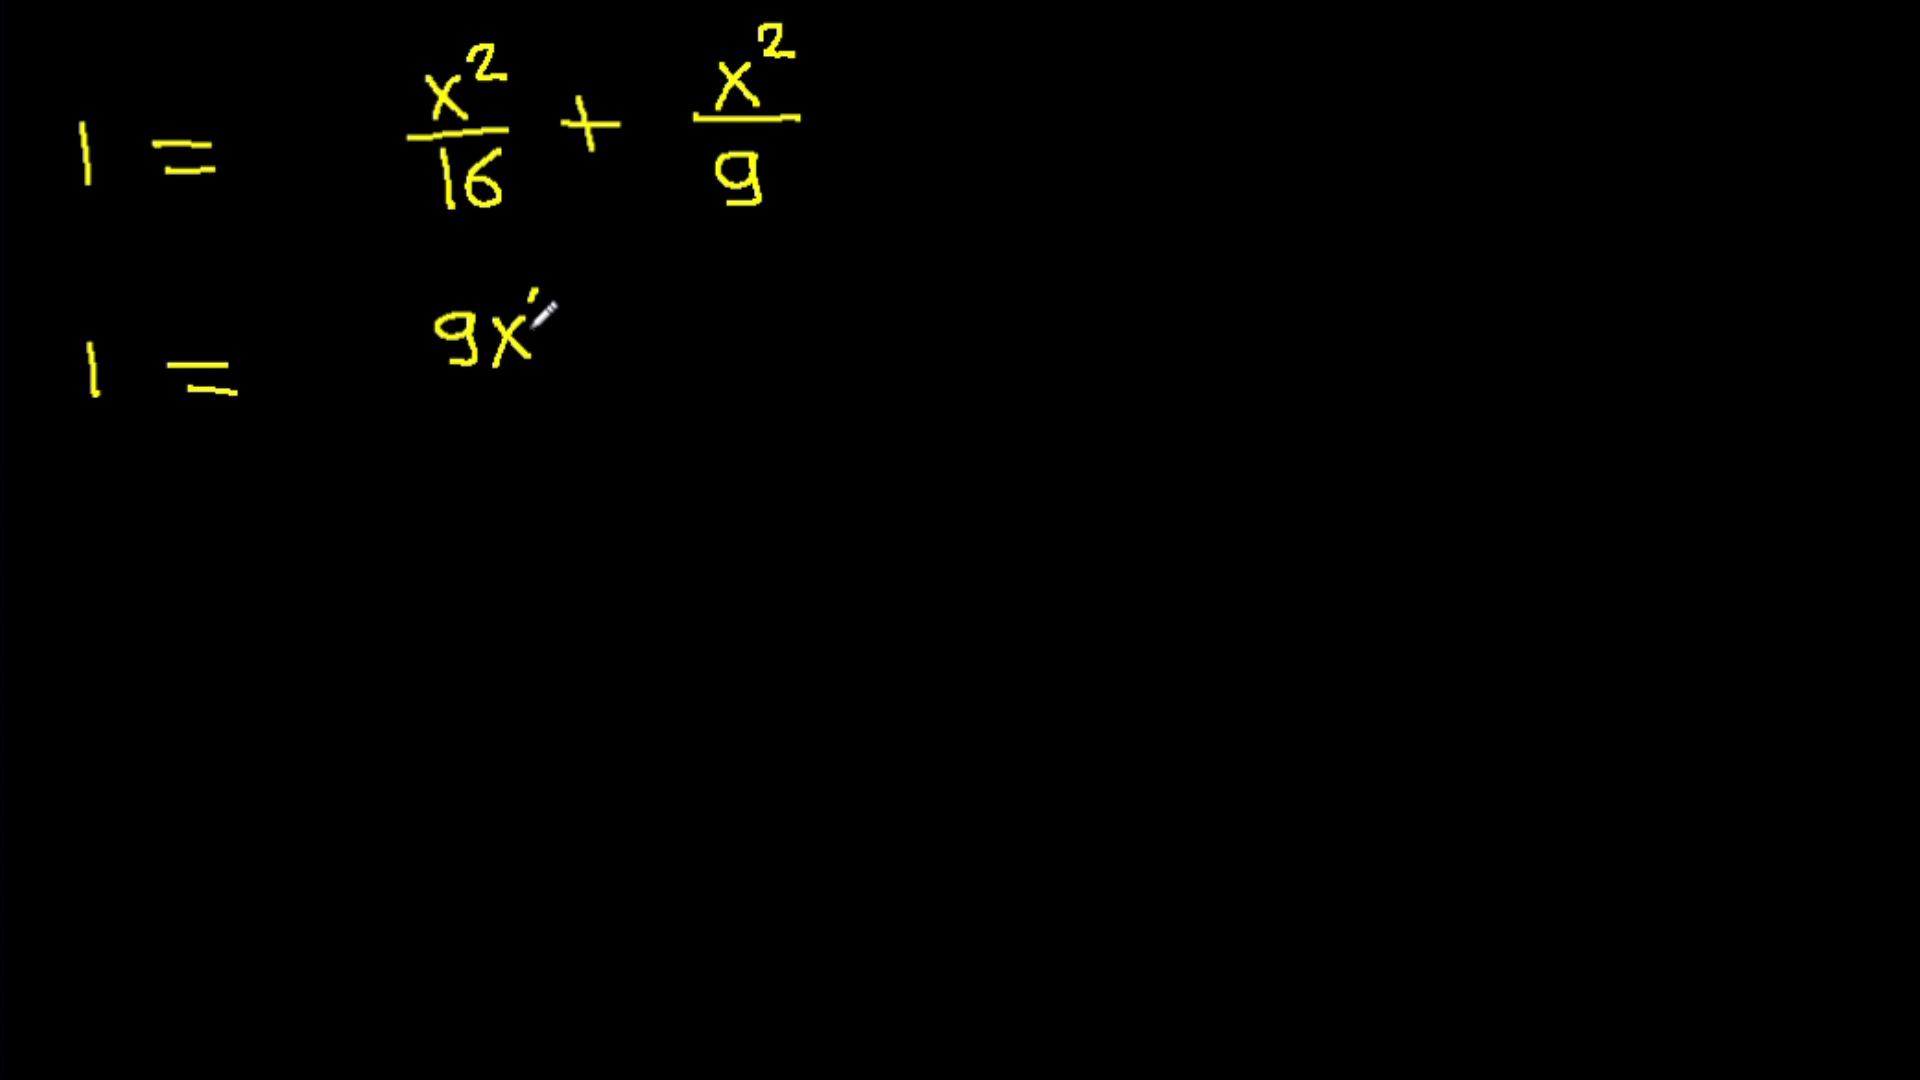 1 = x²/16 + x²/9
1 = 9x'